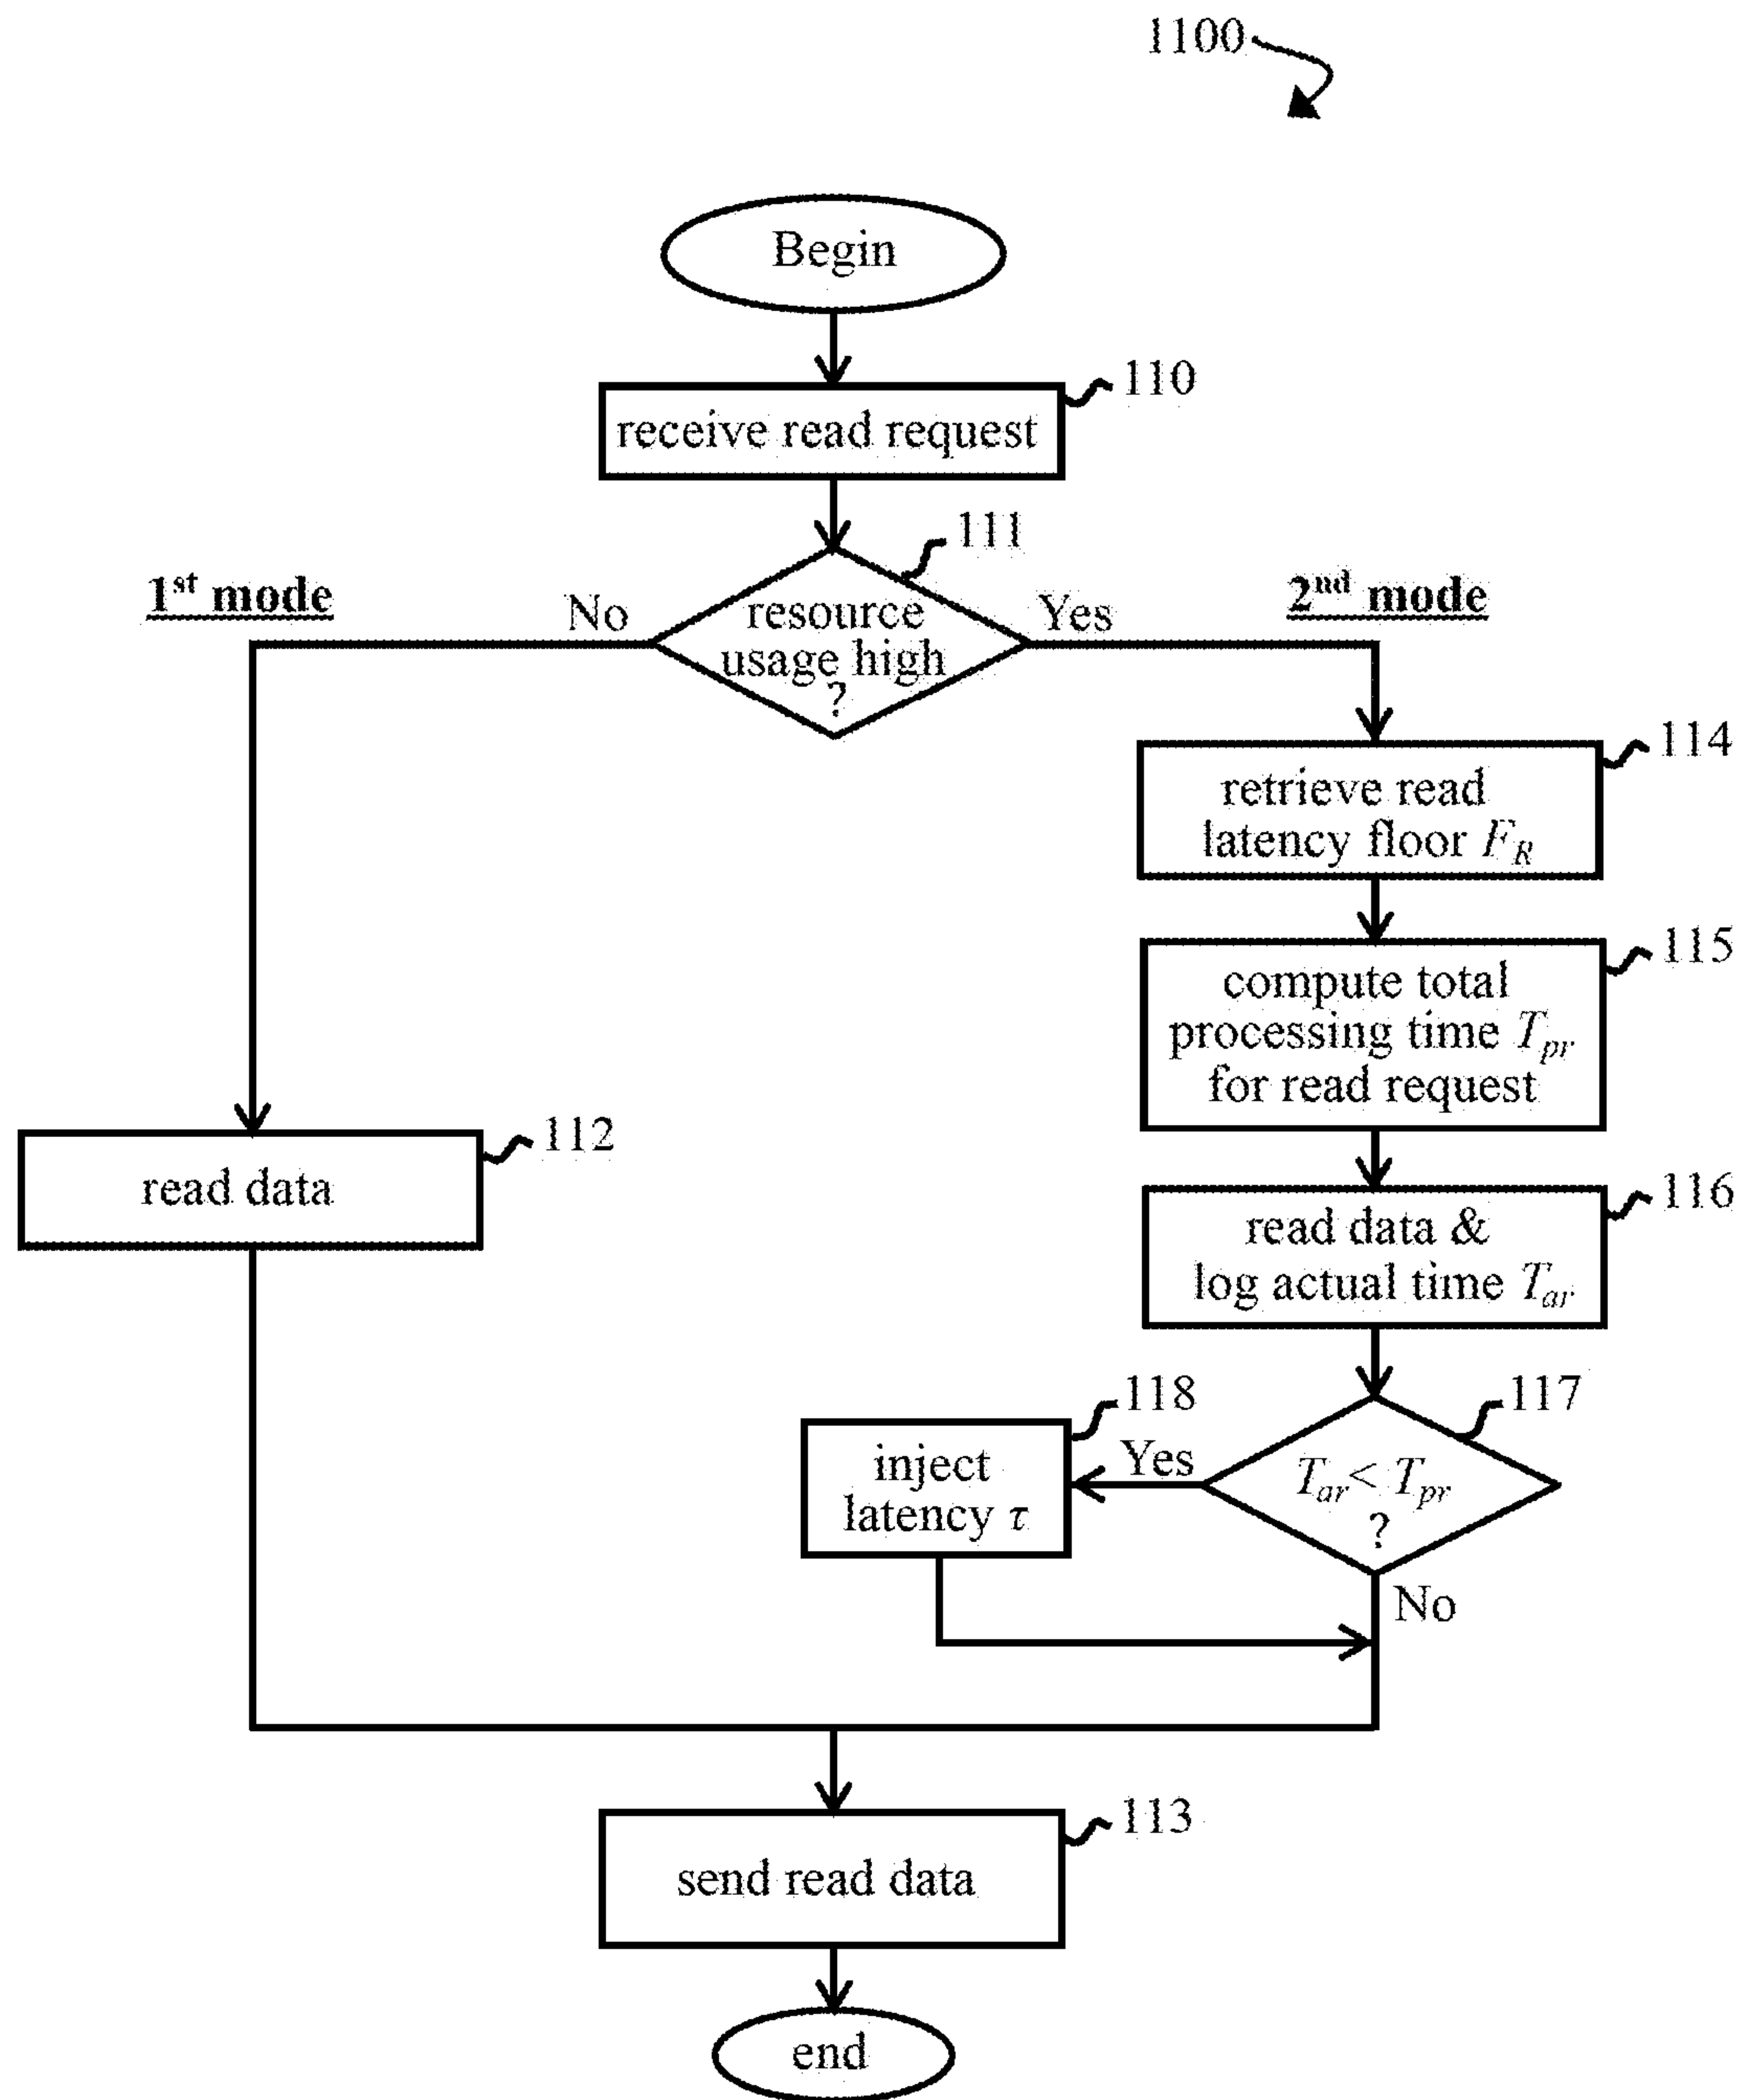 1100
Begin
110
receive read request
111
1st mode
No
resource
usage high
?
Yes
2nd mode
114
retrieve read
latency floor FR
115
compute total
processing time Tpr
for read request
112
read data
116
read data &
log actual time Tar
118
inject
latency τ
Yes
117
Tar < Tpr
?
No
113
send read data
end